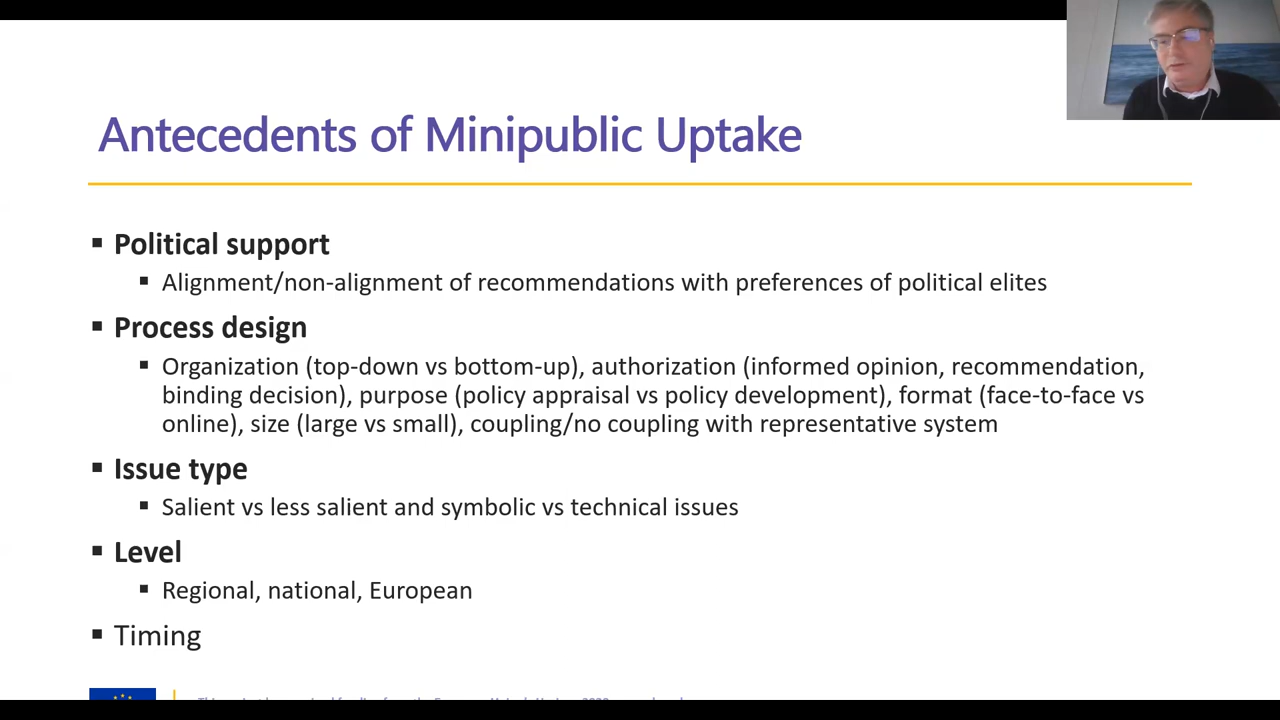 Antecedents of Minipublic Uptake
▪ Political support
▪ Alignment/non-alignment of recommendations with preferences of political elites
▪ Process design
▪ Organization (top-down vs bottom-up), authorization (informed opinion, recommendation,
binding decision), purpose (policy appraisal vs policy development), format (face-to-face vs
online), size (large vs small), coupling/no coupling with representative system
▪ Issue type
▪ Salient vs less salient and symbolic vs technical issues
▪ Level
▪ Regional, national, European
▪ Timing